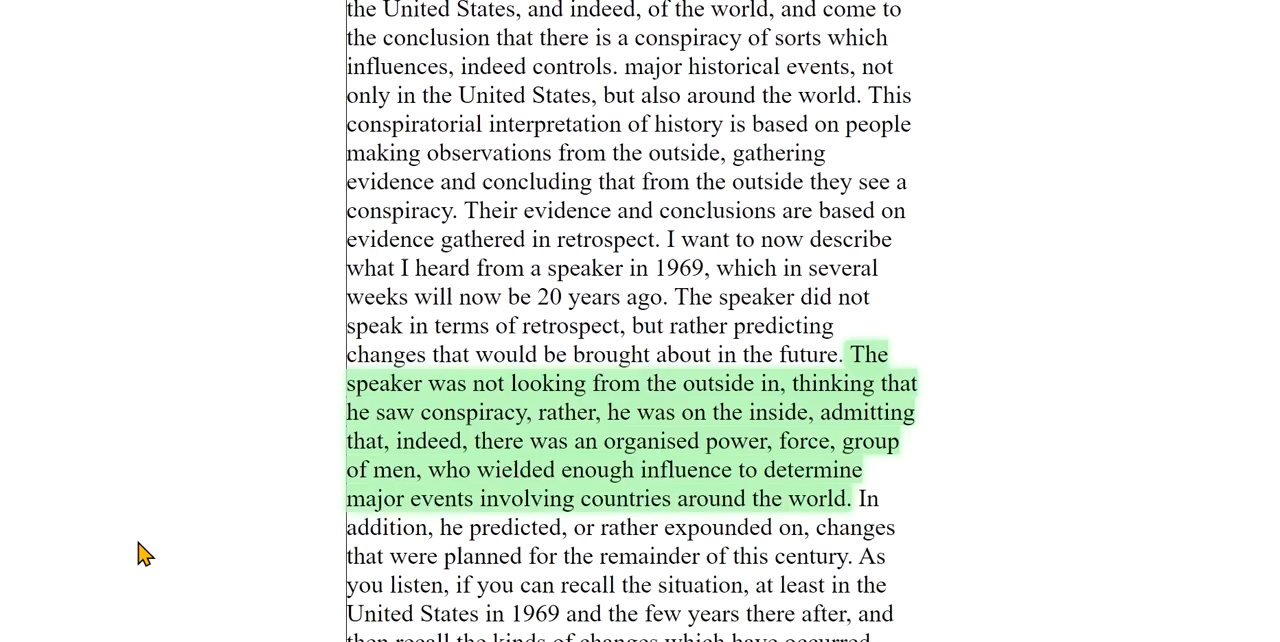 the United States, and indeed, of the world, and come to
the conclusion that there is a conspiracy of sorts which
influences, indeed controls. major historical events, not
only in the United States, but also around the world. This
conspiratorial interpretation of history is based on people
making observations from the outside, gathering
evidence and concluding that from the outside they see a
conspiracy. Their evidence and conclusions are based on
evidence gathered in retrospect. I want to now describe
what I heard from a speaker in 1969, which in several
weeks will now be 20 years ago. The speaker did not
speak in terms of retrospect, but rather predicting
changes that would be brought about in the future. The
speaker was not looking from the outside in, thinking that
he saw conspiracy, rather, he was on the inside, admitting
that, indeed, there was an organised power, force, group
of men, who wielded enough influence to determine
major events involving countries around the world. In
addition, he predicted, or rather expounded on, changes
that were planned for the remainder of this century. As
you listen, if you can recall the situation, at least in the
United States in 1969 and the few years there after, and
then recall the kinds of changes which have occurred